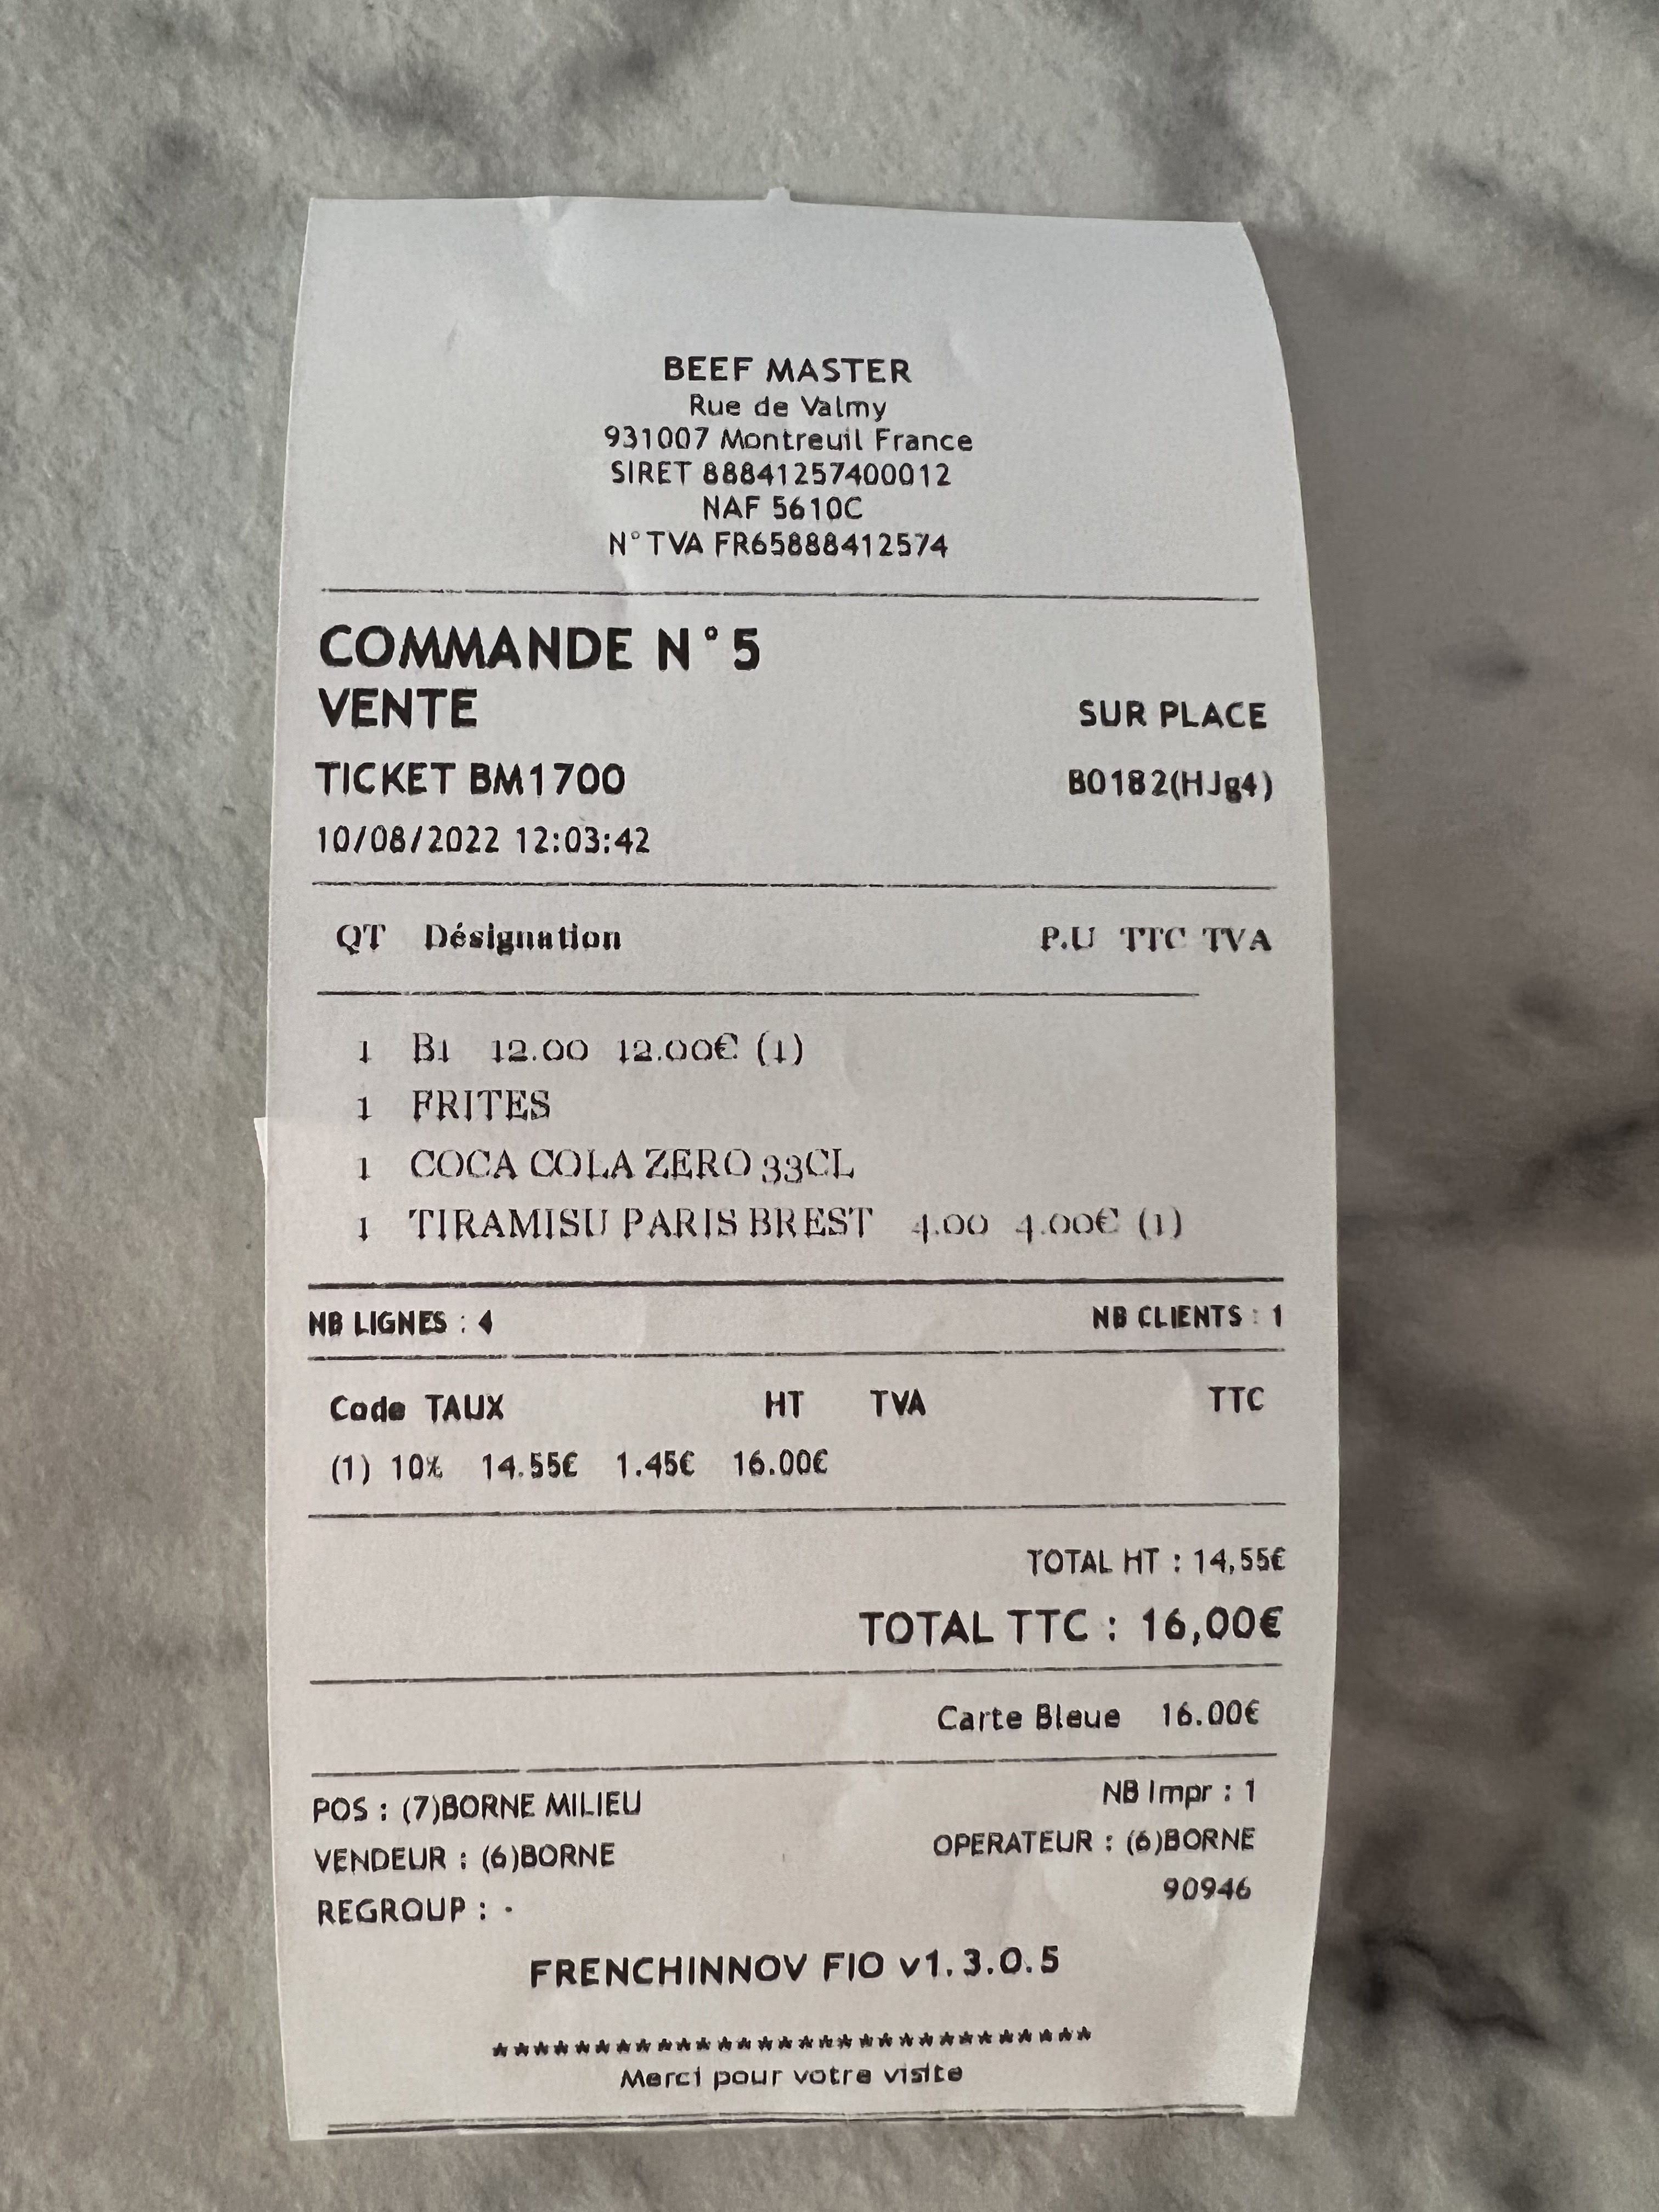 BEEF MASTER
Rue de Valmy
931007 Montreuil France
SIRET 88841257400012
NAF 5610C
N°TVA FR65888412574
COMMANDE N°5
VENTE SUR PLACE
TICKET BM1700 B0182(HJg4)
10/08/2022 12:03:42
QT Désignation P.U TTC TVA
1 B1 12.00 12.00€ (1)
1 FRITES
1 COCA COLA ZERO 33CL
1 TIRAMISU PARIS BREST 4.00 4.00€ (1)
NB LIGNES : 4 NB CLIENTS : 1
Code TAUX HT TVA TTC
(1) 10% 14.55€ 1.45€ 16.00€
TOTAL HT : 14,55€
TOTAL TTC : 16,00€
Carte Bleue 16.00€
POS : (7)BORNE MILIEU NB Impr : 1
VENDEUR : (6)BORNE OPERATEUR : (6)BORNE
REGROUP : - 90946
FRENCHINNOV FIO v1.3.0.5
******************************
Merci pour votre visite